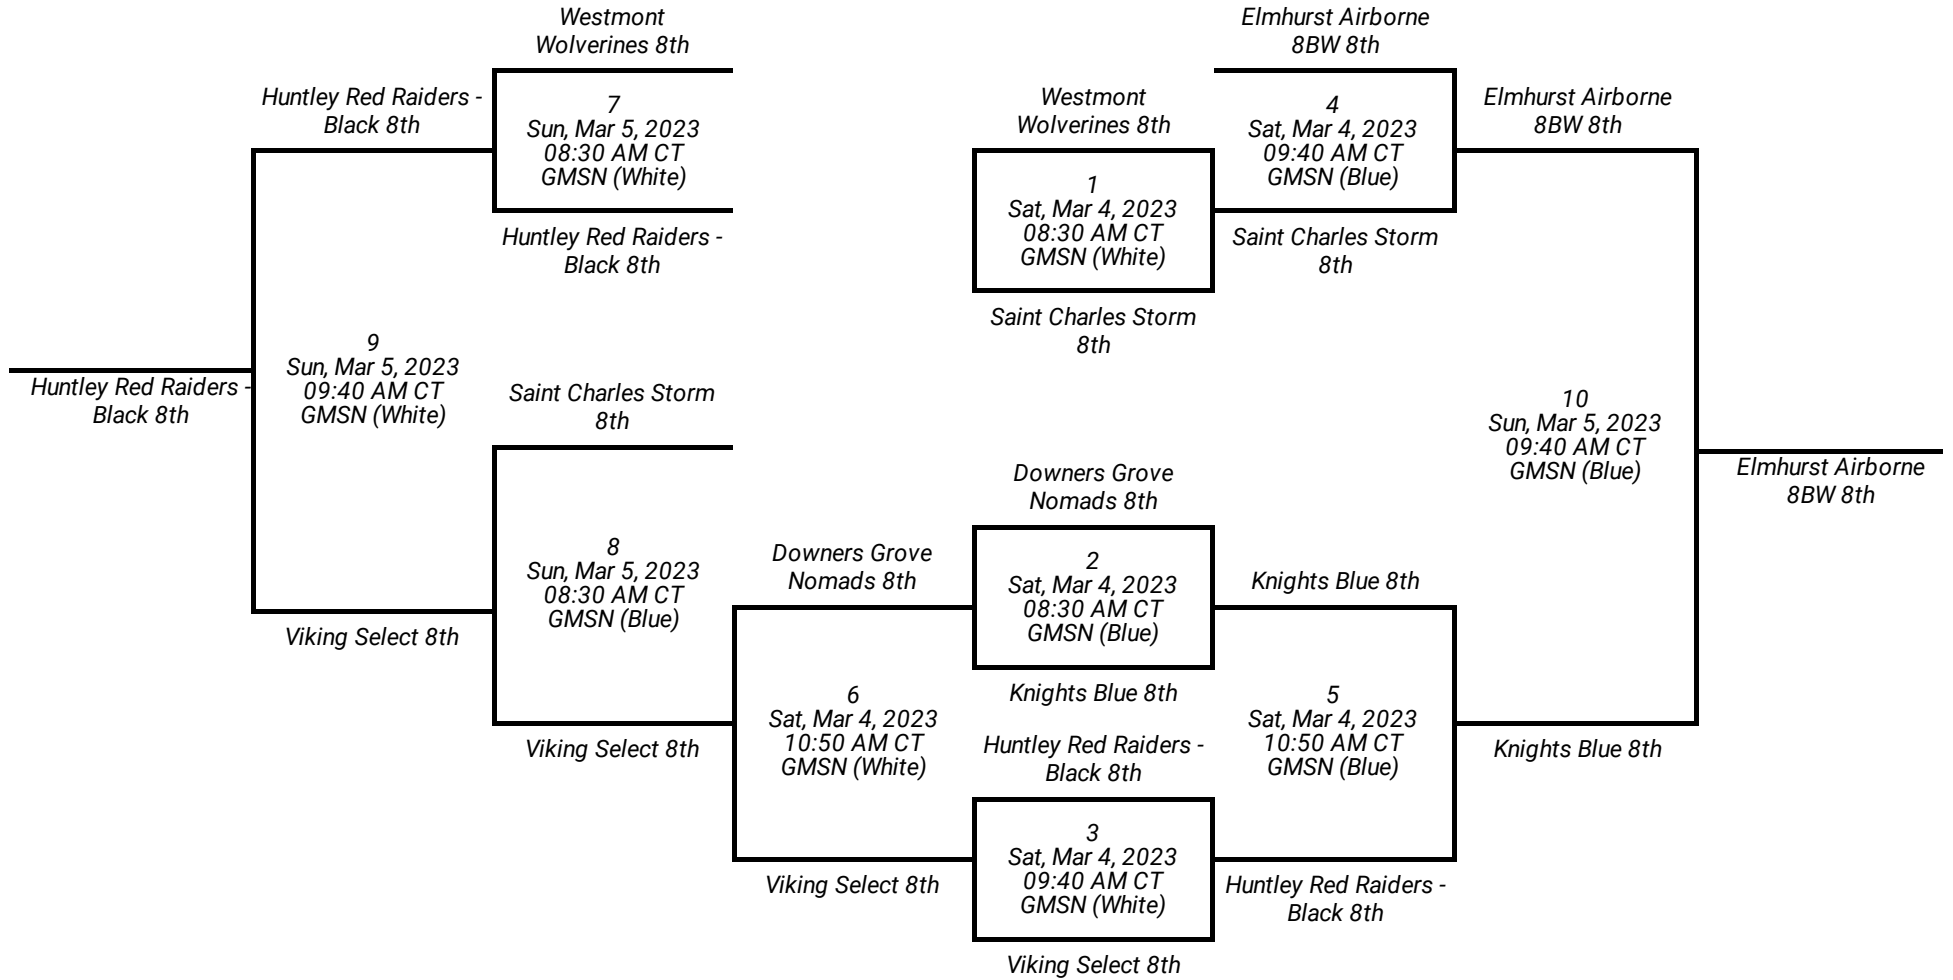 Westmont
Wolverines 8th
Huntley Red Raiders -
Black 8th
7
Sun, Mar 5, 2023
08:30 AM CT
GMSN (White)
Huntley Red Raiders -
Black 8th
9
Sun, Mar 5, 2023
09:40 AM CT
GMSN (White)
Huntley Red Raiders -
Black 8th
Saint Charles Storm
8th
8
Sun, Mar 5, 2023
08:30 AM CT
GMSN (Blue)
Viking Select 8th
Viking Select 8th
Downers Grove
Nomads 8th
6
Sat, Mar 4, 2023
10:50 AM CT
GMSN (White)
Viking Select 8th
Westmont
Wolverines 8th
1
Sat, Mar 4, 2023
08:30 AM CT
GMSN (White)
Saint Charles Storm
8th
Downers Grove
Nomads 8th
2
Sat, Mar 4, 2023
08:30 AM CT
GMSN (Blue)
Knights Blue 8th
Huntley Red Raiders -
Black 8th
3
Sat, Mar 4, 2023
09:40 AM CT
GMSN (White)
Viking Select 8th
Elmhurst Airborne
8BW 8th
4
Sat, Mar 4, 2023
09:40 AM CT
GMSN (Blue)
Saint Charles Storm
8th
Knights Blue 8th
5
Sat, Mar 4, 2023
10:50 AM CT
GMSN (Blue)
Huntley Red Raiders -
Black 8th
Elmhurst Airborne
8BW 8th
10
Sun, Mar 5, 2023
09:40 AM CT
GMSN (Blue)
Knights Blue 8th
Elmhurst Airborne
8BW 8th